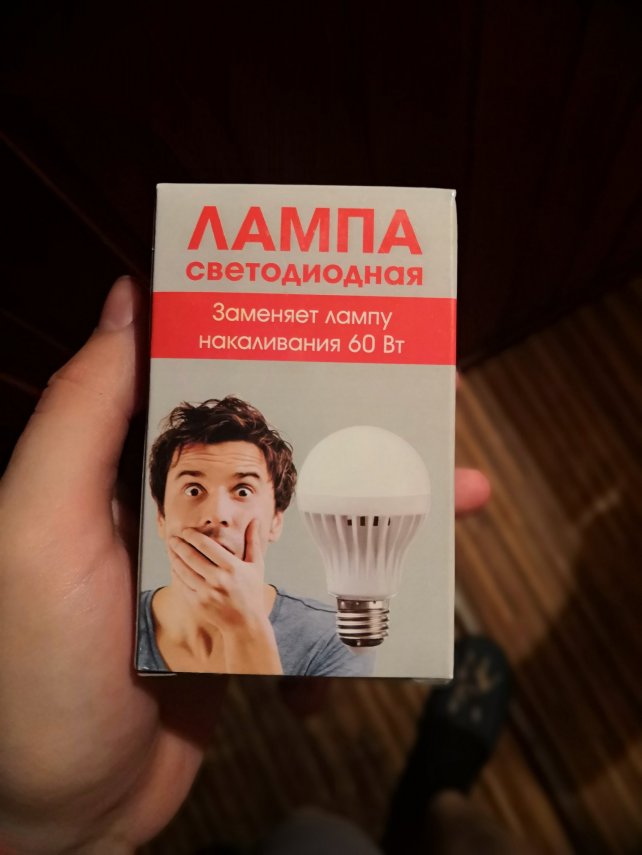 ЛАМПА
светодиодная
Заменяет лампу
накаливания 60 Вт